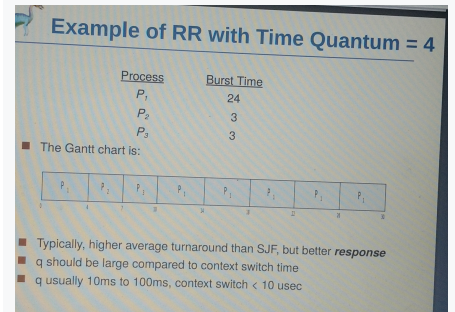 Example of RR with Time Quantum = 4
Process Burst Time
P1 24
P2 3
P3 3
The Gantt chart is:
P P P P P P P P
Typically, higher average turnaround than SJF, but better response
q should be large compared to context switch time
q usually 10ms to 100ms, context switch < 10 usec